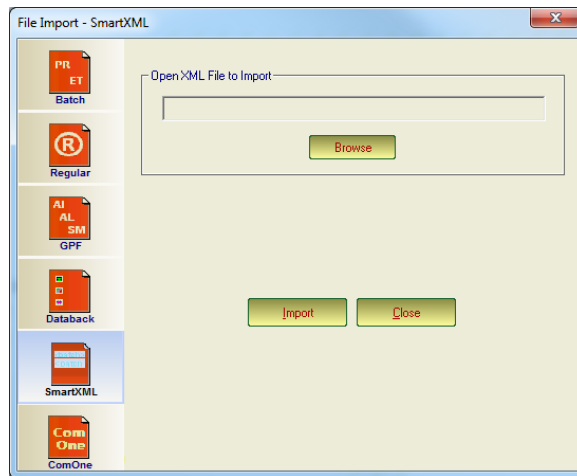 File Import - SmartXML
PR
ET
Batch
R
Regular
AI
AL
SM
GPF
Databack
SmartXML
Com
One
ComOne
Open XML File to Import
Browse
Import
Close